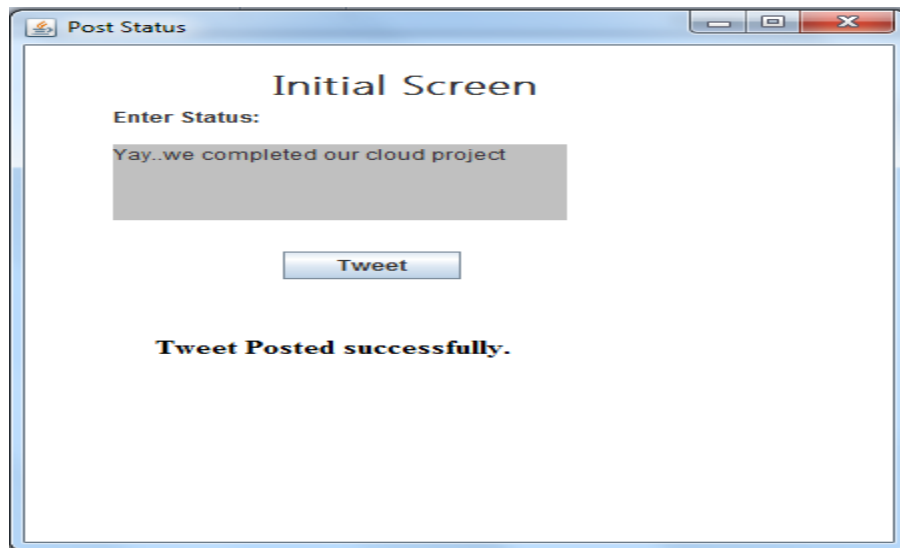 Post Status
Initial Screen
Enter Status:
Yay..we completed our cloud project
Tweet
Tweet Posted successfully.